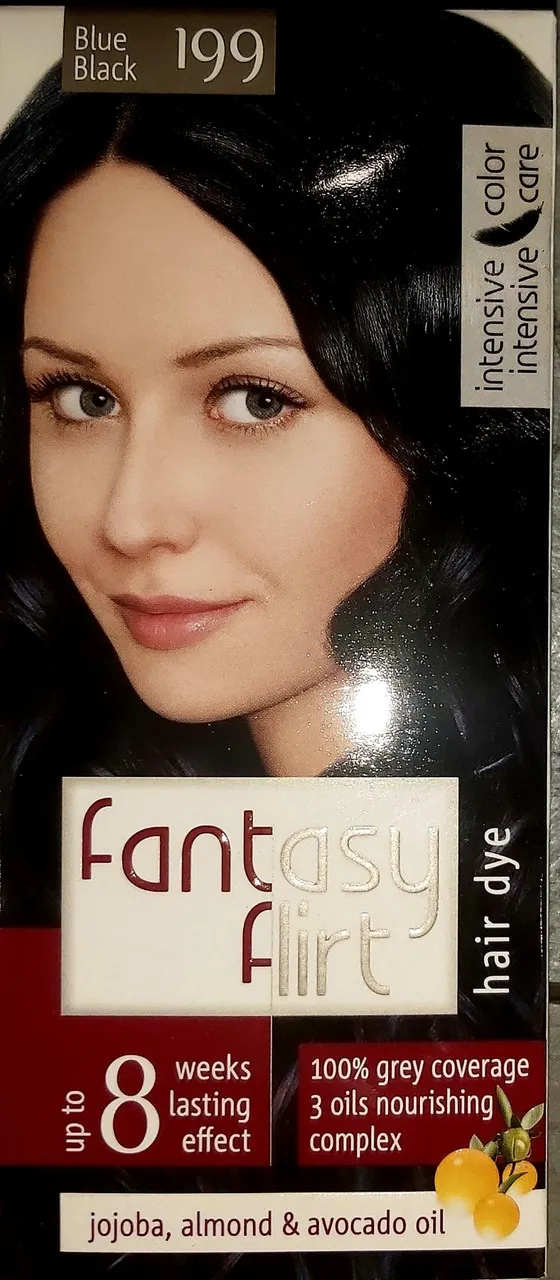 Blue
Black
199
intensive color
intensive care
fantasy
flirt
hair dye
up to
8
weeks
lasting
effect
100% grey coverage
3 oils nourishing
complex
jojoba, almond & avocado oil